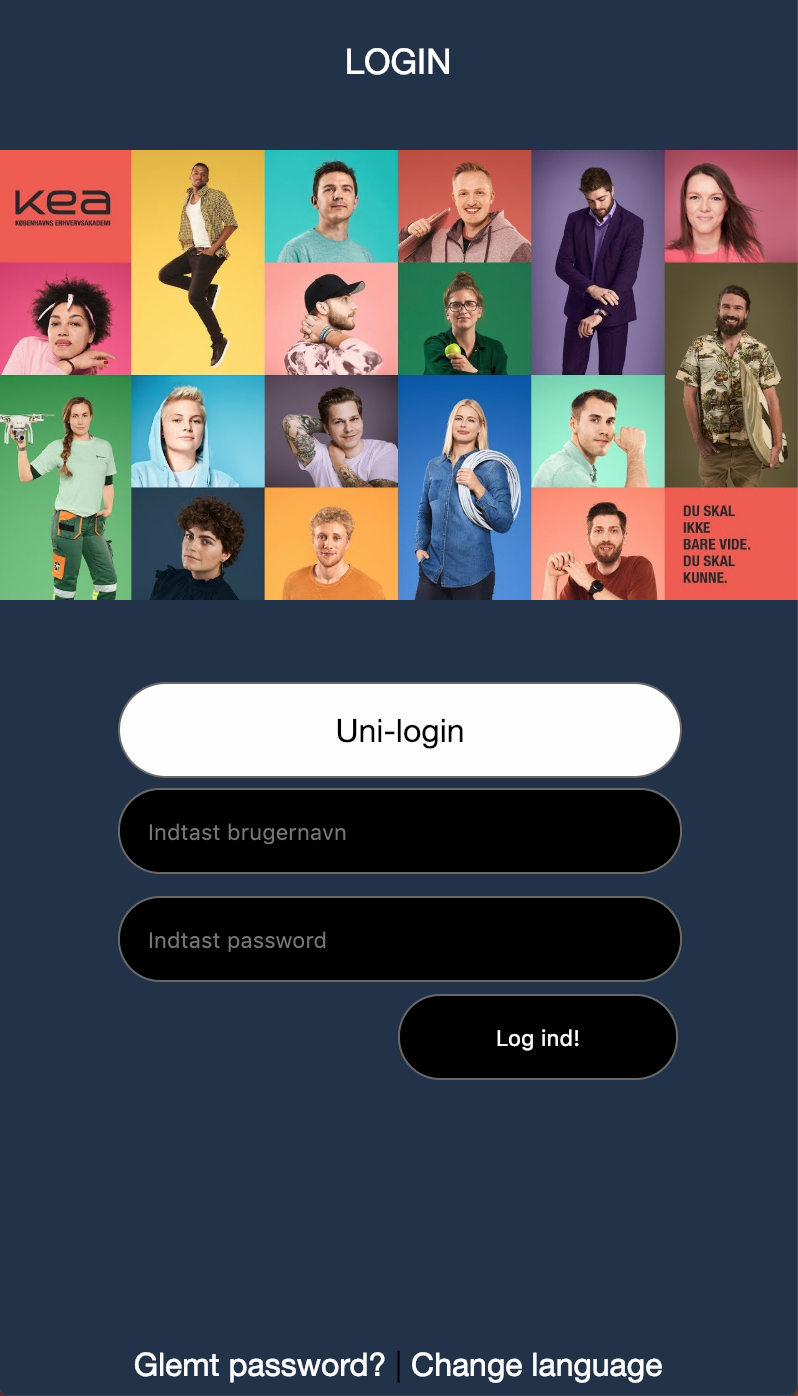 LOGIN
kea
KØBENHAVNS ERHVERVSAKADEMI
DU SKAL
IKKE
BARE VIDE.
DU SKAL
KUNNE.
Uni-login
Indtast brugernavn
Indtast password
Log ind!
Glemt password? | Change language